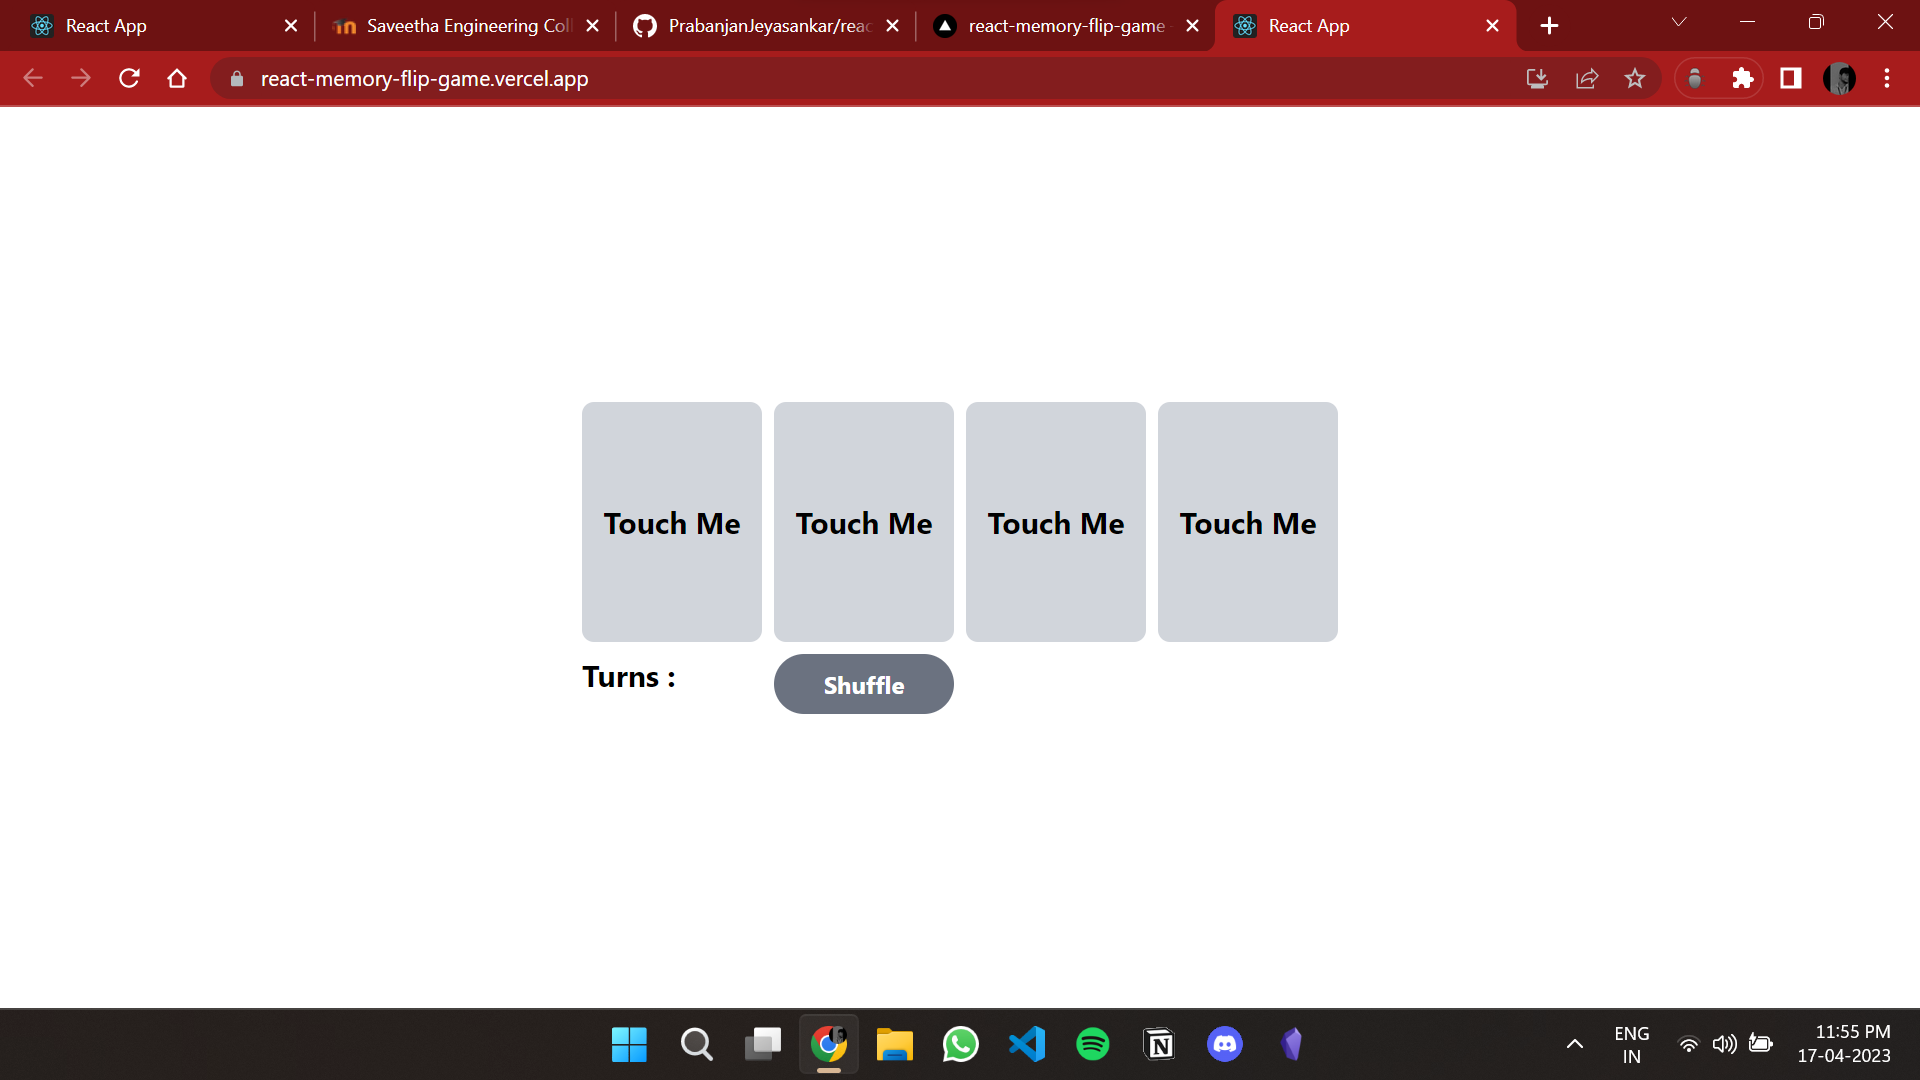 React App
Saveetha Engineering Coll
PrabanjanJeyasankar/reac
react-memory-flip-game
React App
react-memory-flip-game.vercel.app
Touch Me
Touch Me
Touch Me
Touch Me
Turns :
Shuffle
ENG
IN
11:55 PM
17-04-2023